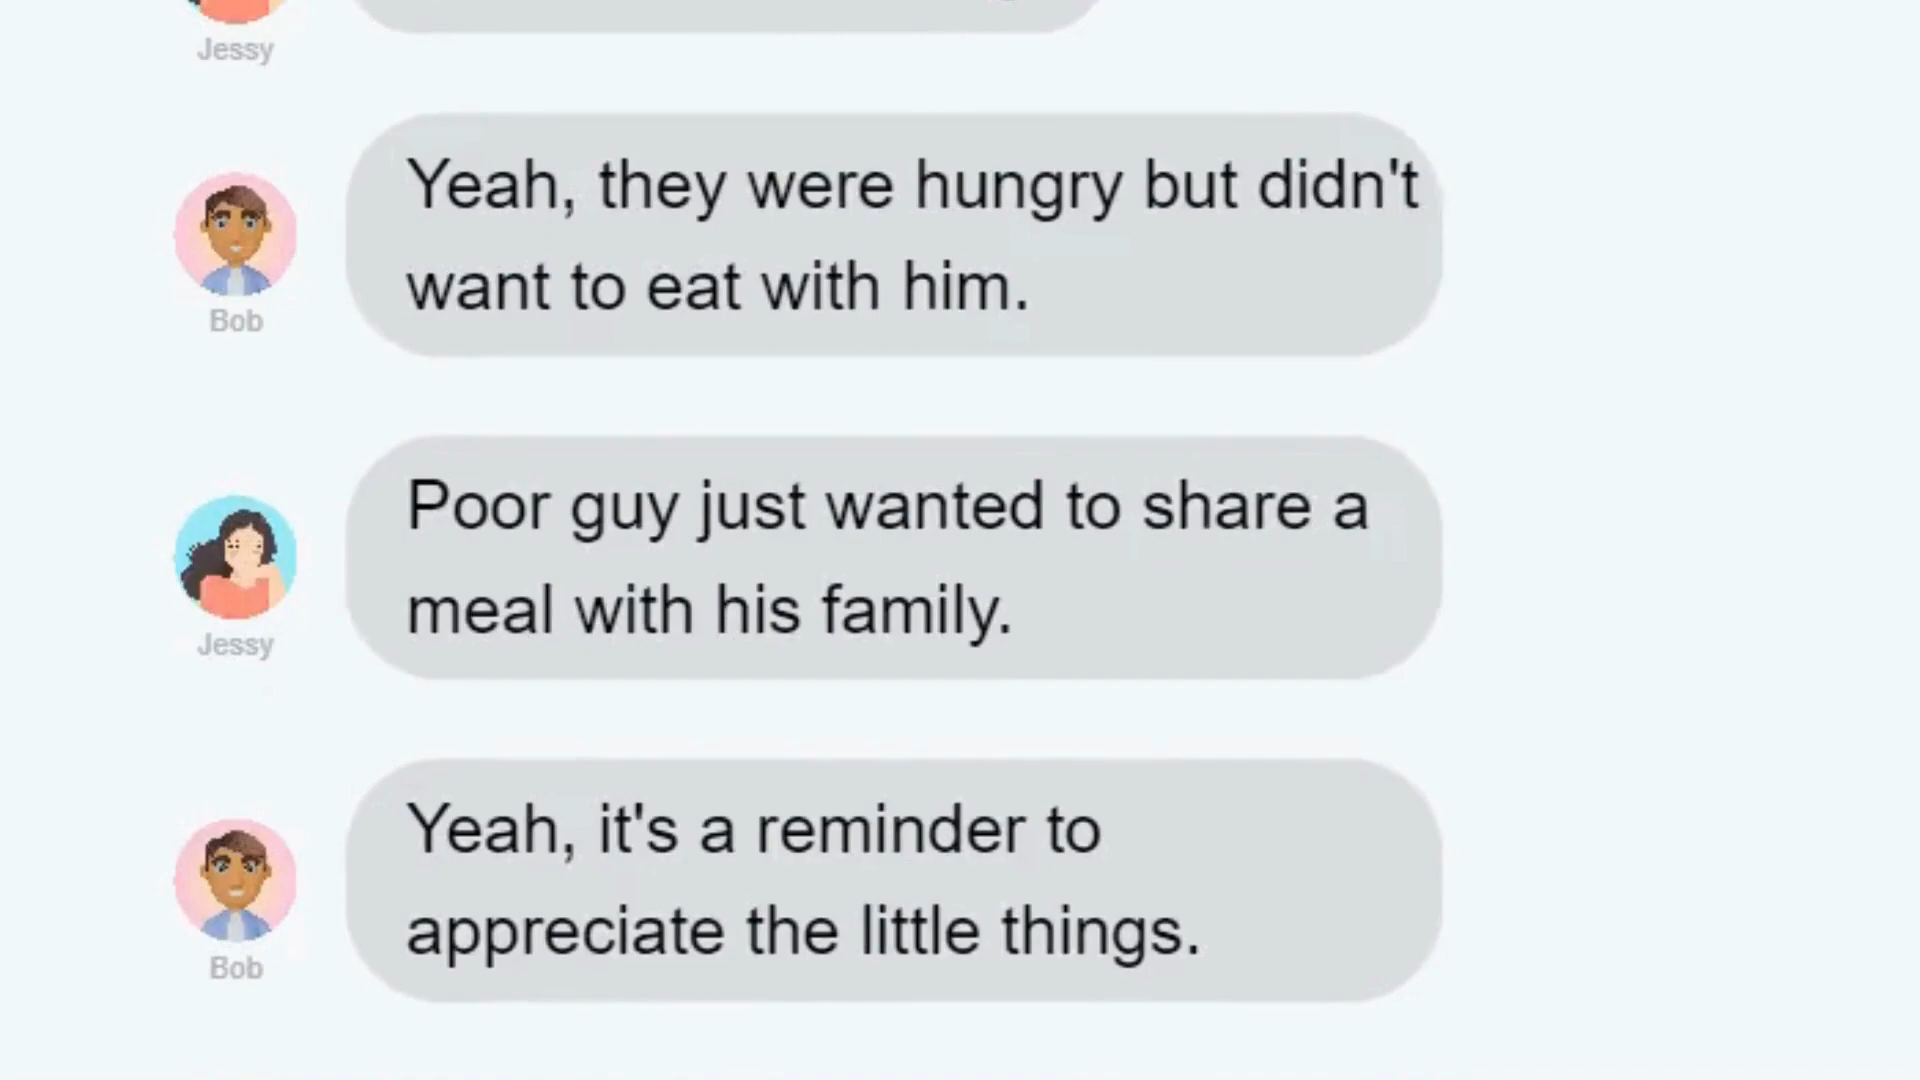 Jessy
Yeah, they were hungry but didn't
want to eat with him.
Bob
Poor guy just wanted to share a
meal with his family.
Jessy
Yeah, it's a reminder to
appreciate the little things.
Bob